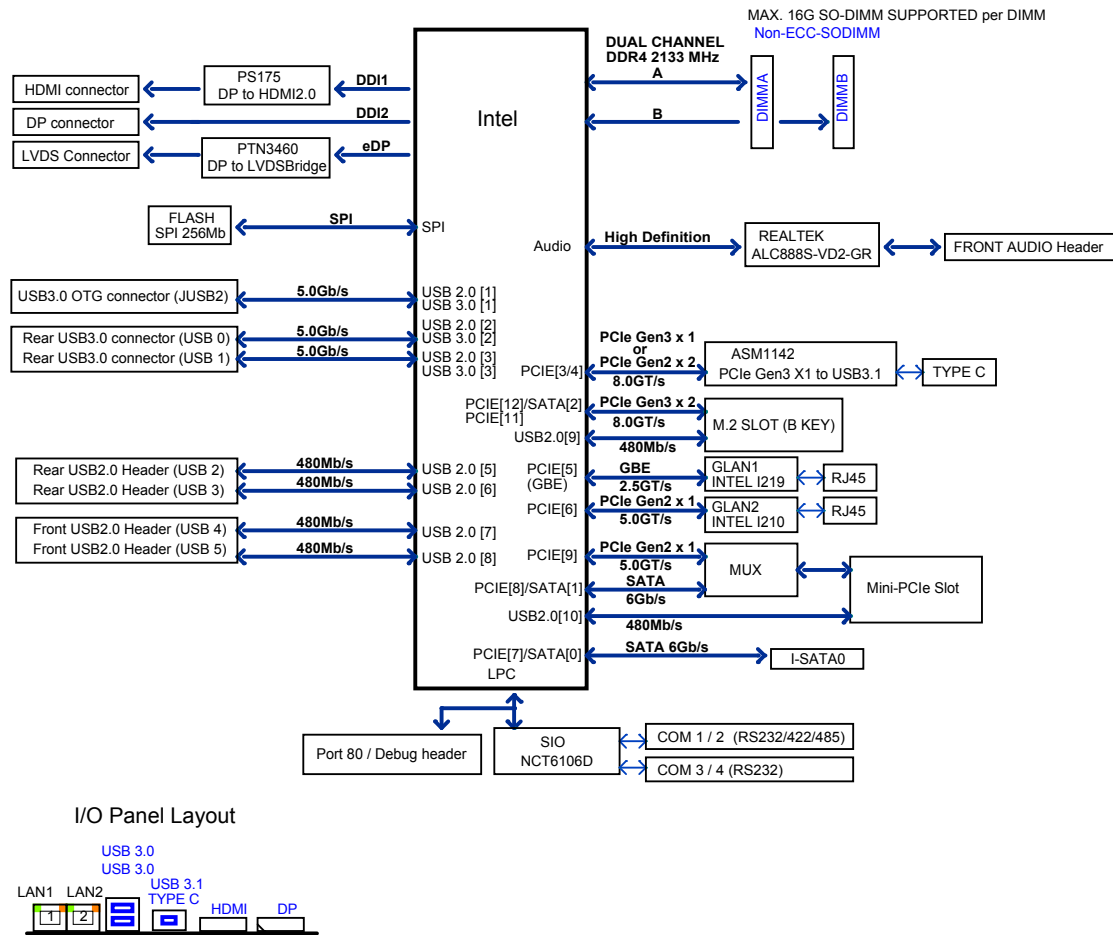 MAX. 16G SO-DIMM SUPPORTED per DIMM
Non-ECC-SODIMM
DUAL CHANNEL
DDR4 2133 MHz
A
B
DIMMA
DIMMB
Intel
HDMI connector
PS175
DP to HDMI2.0
DDI1
DP connector
DDI2
LVDS Connector
PTN3460
DP to LVDSBridge
eDP
FLASH
SPI 256Mb
SPI
SPI
Audio
High Definition
REALTEK
ALC888S-VD2-GR
FRONT AUDIO Header
USB3.0 OTG connector (JUSB2)
5.0Gb/s
USB 2.0 [1]
USB 3.0 [1]
Rear USB3.0 connector (USB 0)
Rear USB3.0 connector (USB 1)
5.0Gb/s
5.0Gb/s
USB 2.0 [2]
USB 3.0 [2]
USB 2.0 [3]
USB 3.0 [3]
PCIE[3/4]
PCIe Gen3 x 1
or
PCIe Gen2 x 2
8.0GT/s
ASM1142
PCIe Gen3 X1 to USB3.1
TYPE C
PCIE[12]/SATA[2]
PCIE[11]
PCIe Gen3 x 2
8.0GT/s
USB2.0[9]
480Mb/s
M.2 SLOT (B KEY)
Rear USB2.0 Header (USB 2)
Rear USB2.0 Header (USB 3)
480Mb/s
480Mb/s
USB 2.0 [5]
USB 2.0 [6]
PCIE[5]
(GBE)
GBE
2.5GT/s
GLAN1
INTEL I219
RJ45
PCIE[6]
PCIe Gen2 x 1
5.0GT/s
GLAN2
INTEL I210
RJ45
Front USB2.0 Header (USB 4)
Front USB2.0 Header (USB 5)
480Mb/s
480Mb/s
USB 2.0 [7]
USB 2.0 [8]
PCIE[9]
PCIe Gen2 x 1
5.0GT/s
MUX
PCIE[8]/SATA[1]
SATA
6Gb/s
Mini-PCIe Slot
USB2.0[10]
480Mb/s
PCIE[7]/SATA[0]
SATA 6Gb/s
I-SATA0
LPC
Port 80 / Debug header
SIO
NCT6106D
COM 1 / 2 (RS232/422/485)
COM 3 / 4 (RS232)
I/O Panel Layout
USB 3.0
USB 3.0
LAN1
LAN2
USB 3.1
TYPE C
HDMI
DP
1
2